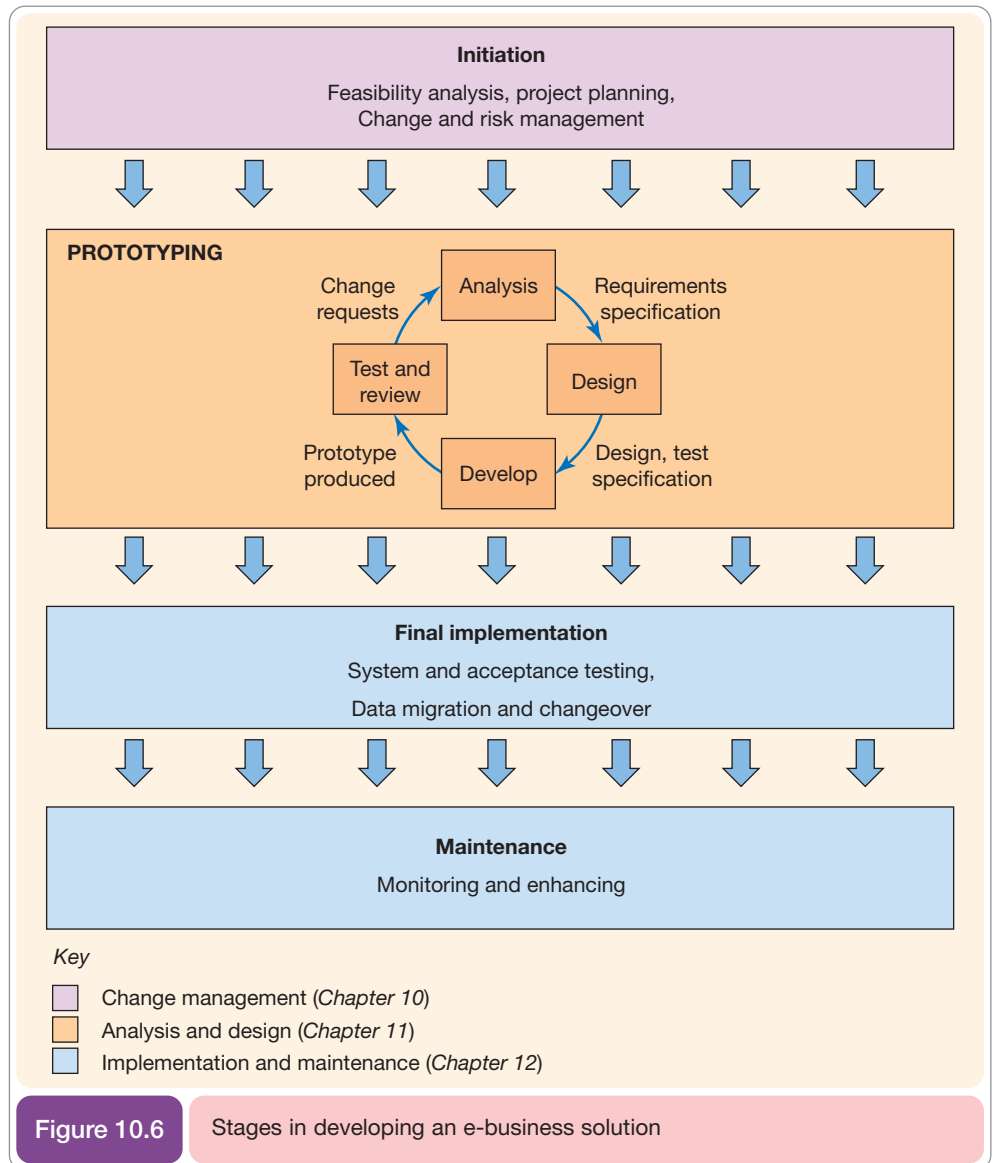 Initiation
Feasibility analysis, project planning,
Change and risk management
PROTOTYPING
Analysis
Requirements
specification
Design
Design, test
specification
Develop
Prototype
produced
Test and
review
Change
requests
Final implementation
System and acceptance testing,
Data migration and changeover
Maintenance
Monitoring and enhancing
Key
Change management (Chapter 10)
Analysis and design (Chapter 11)
Implementation and maintenance (Chapter 12)
Figure 10.6
Stages in developing an e-business solution